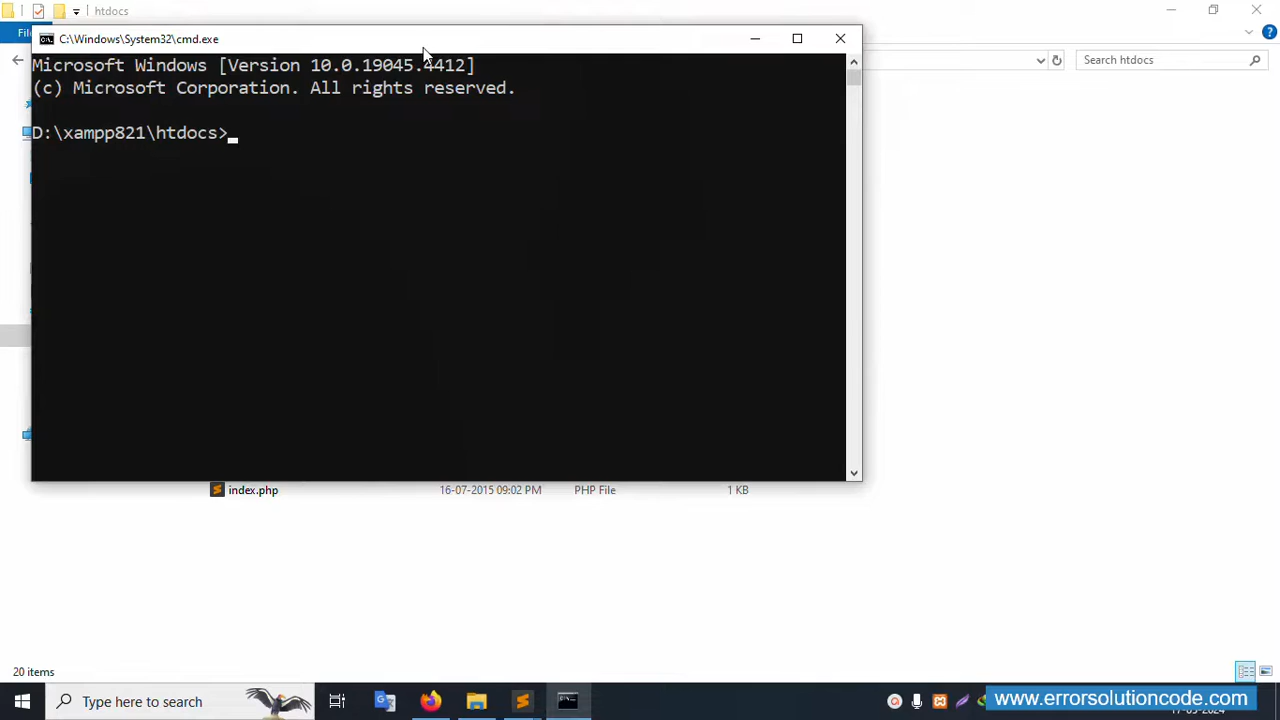 htdocs
File
C:\Windows\System32\cmd.exe
Microsoft Windows [Version 10.0.19045.4412]
(c) Microsoft Corporation. All rights reserved.
Search htdocs
D:\xampp821\htdocs>
index.php 16-07-2015 09:02 PM PHP File 1 KB
20 items
Type here to search
www.errorsolutioncode.com